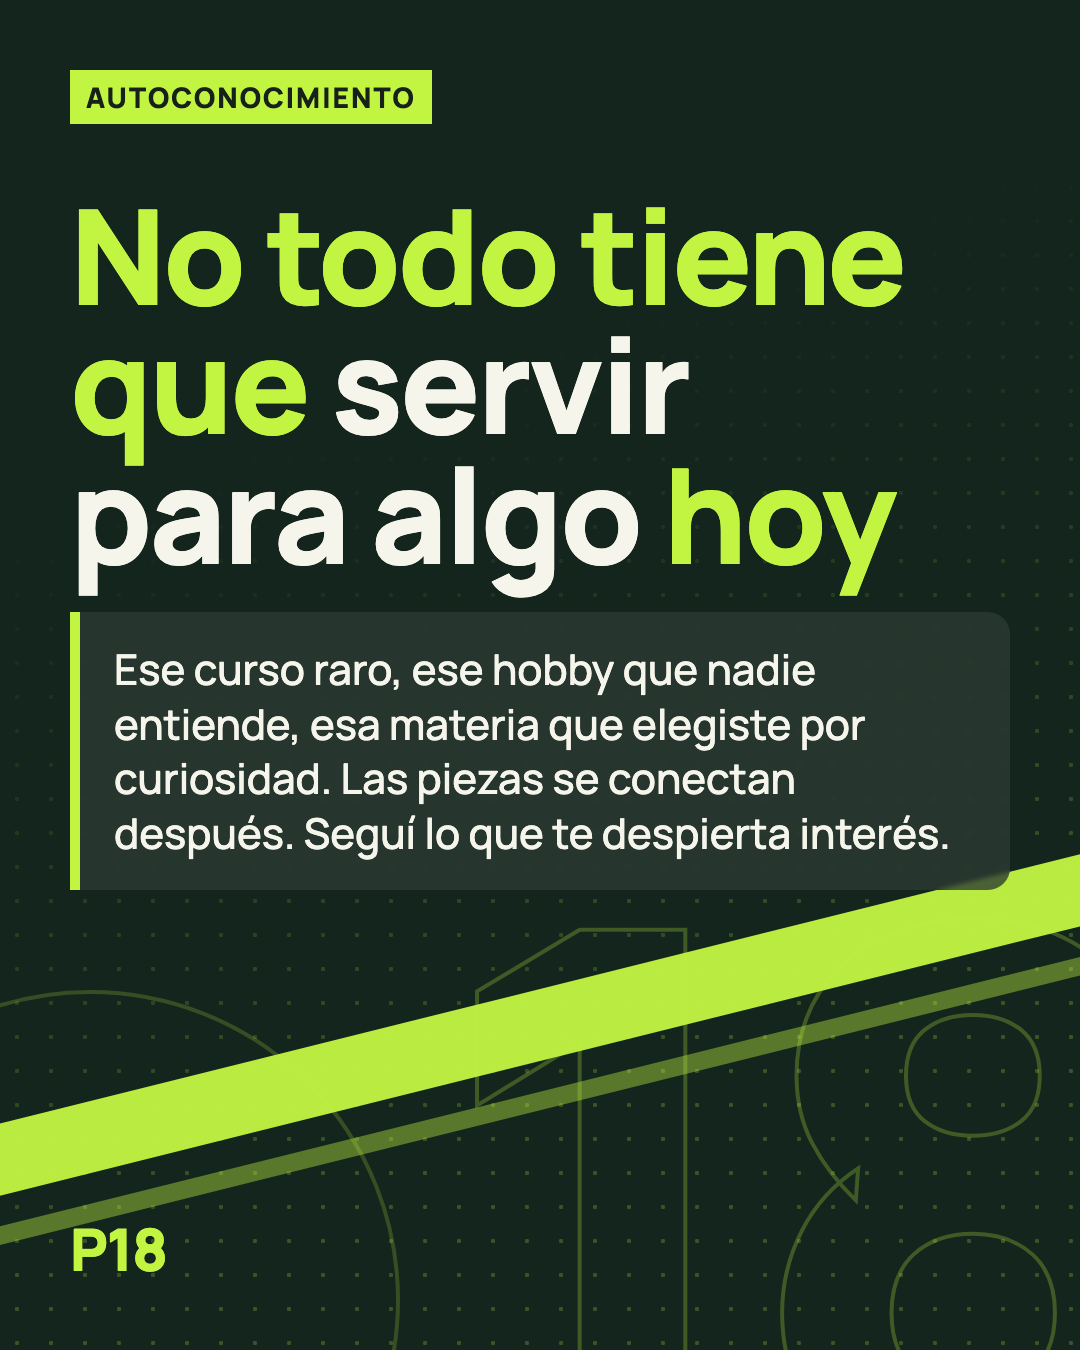 AUTOCONOCIMIENTO
No todo tiene
que servir
para algo hoy
Ese curso raro, ese hobby que nadie
entiende, esa materia que elegiste por
curiosidad. Las piezas se conectan
después. Seguí lo que te despierta interés.
18
P18